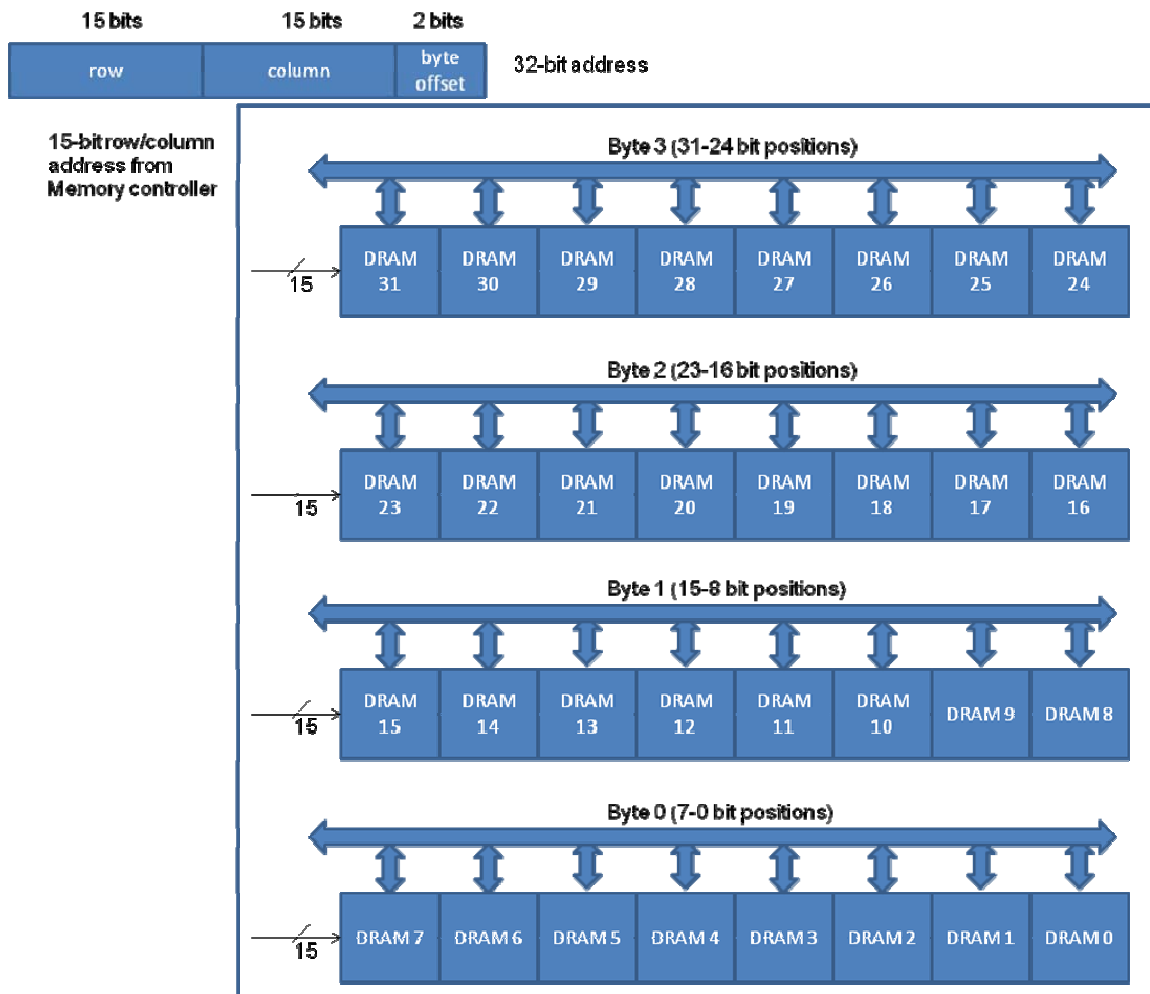 15 bits 15 bits 2 bits
row column byte
offset
32-bit address
15-bit row/column
address from
Memory controller
Byte 3 (31-24 bit positions)
15
DRAM DRAM DRAM DRAM DRAM DRAM DRAM DRAM
31 30 29 28 27 26 25 24
Byte 2 (23-16 bit positions)
15
DRAM DRAM DRAM DRAM DRAM DRAM DRAM DRAM
23 22 21 20 19 18 17 16
Byte 1 (15-8 bit positions)
15
DRAM DRAM DRAM DRAM DRAM DRAM DRAM 9 DRAM 8
15 14 13 12 11 10
Byte 0 (7-0 bit positions)
15
DRAM 7 DRAM 6 DRAM 5 DRAM 4 DRAM 3 DRAM 2 DRAM 1 DRAM 0